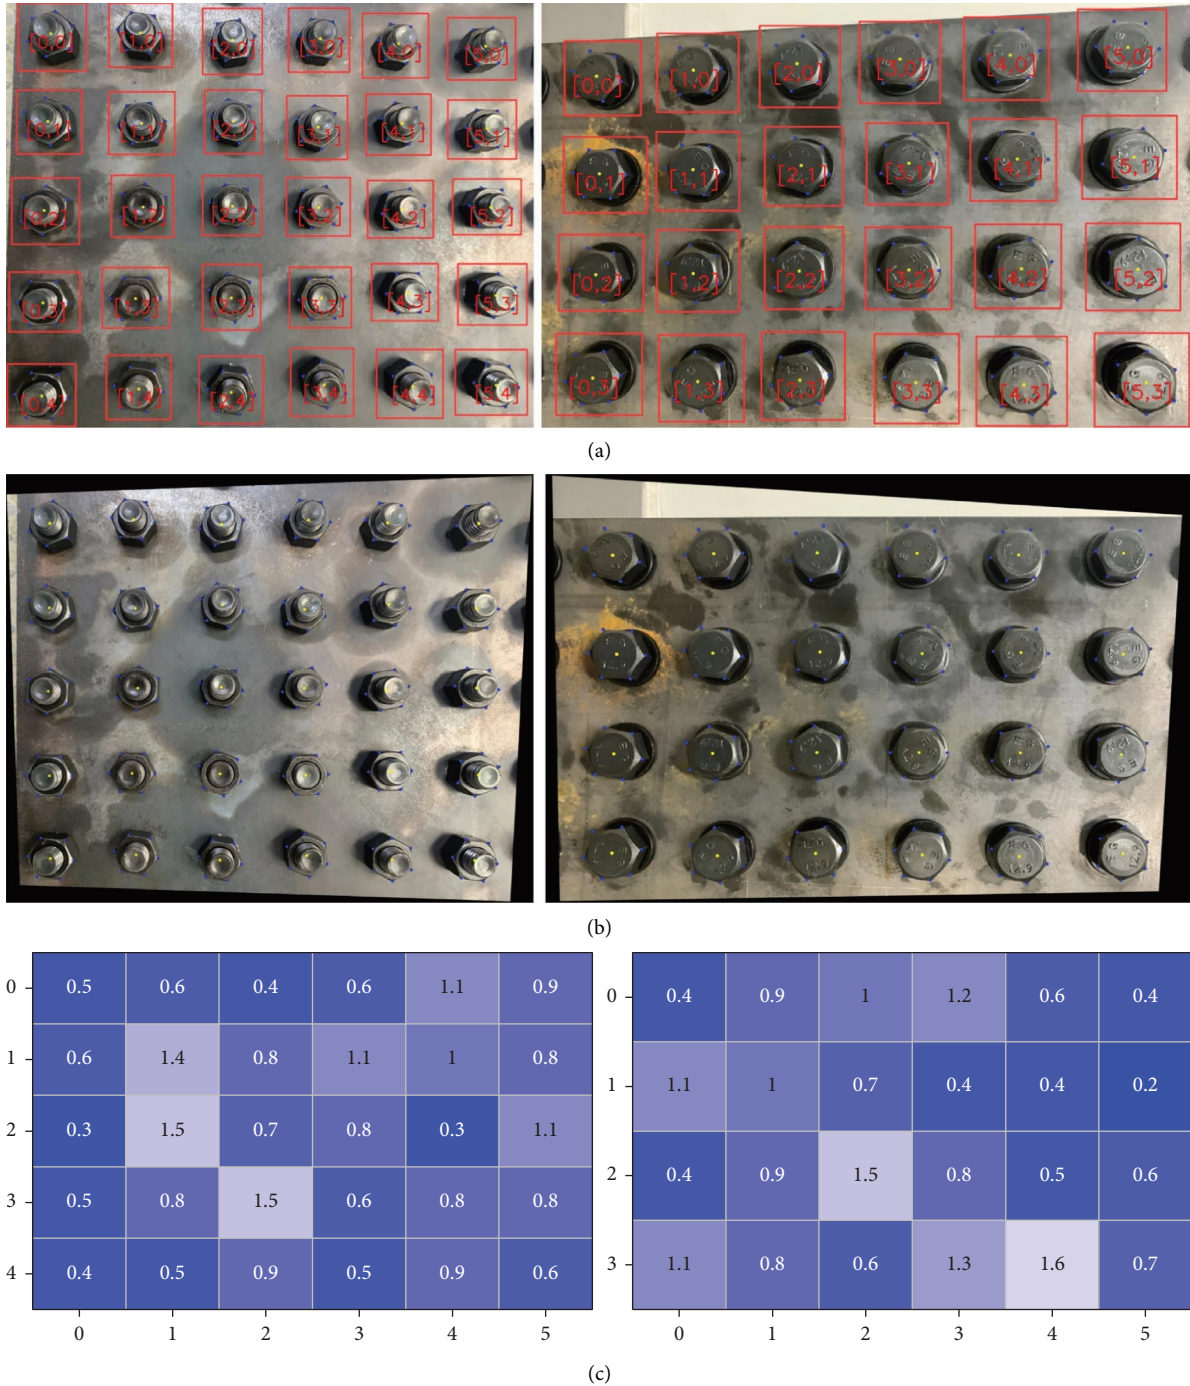 [0,0] [1,0] [2,0] [3,0] [4,0] [5,0]
[0,1] [1,1] [2,1] [3,1] [4,1] [5,1]
[0,2] [1,2] [2,2] [3,2] [4,2] [5,2]
[0,3] [1,3] [2,3] [3,3] [4,3] [5,3]
[0,4] [1,4] [2,4] [3,4] [4,4] [5,4]
[0,0] [1,0] [2,0] [3,0] [4,0] [5,0]
[0,1] [1,1] [2,1] [3,1] [4,1] [5,1]
[0,2] [1,2] [2,2] [3,2] [4,2] [5,2]
[0,3] [1,3] [2,3] [3,3] [4,3] [5,3]
(a)
12.9
12.9
(b)
0 0.5 0.6 0.4 0.6 1.1 0.9
1 0.6 1.4 0.8 1.1 1 0.8
2 0.3 1.5 0.7 0.8 0.3 1.1
3 0.5 0.8 1.5 0.6 0.8 0.8
4 0.4 0.5 0.9 0.5 0.9 0.6
0 1 2 3 4 5
0 0.4 0.9 1 1.2 0.6 0.4
1 1.1 1 0.7 0.4 0.4 0.2
2 0.4 0.9 1.5 0.8 0.5 0.6
3 1.1 0.8 0.6 1.3 1.6 0.7
0 1 2 3 4 5
(c)